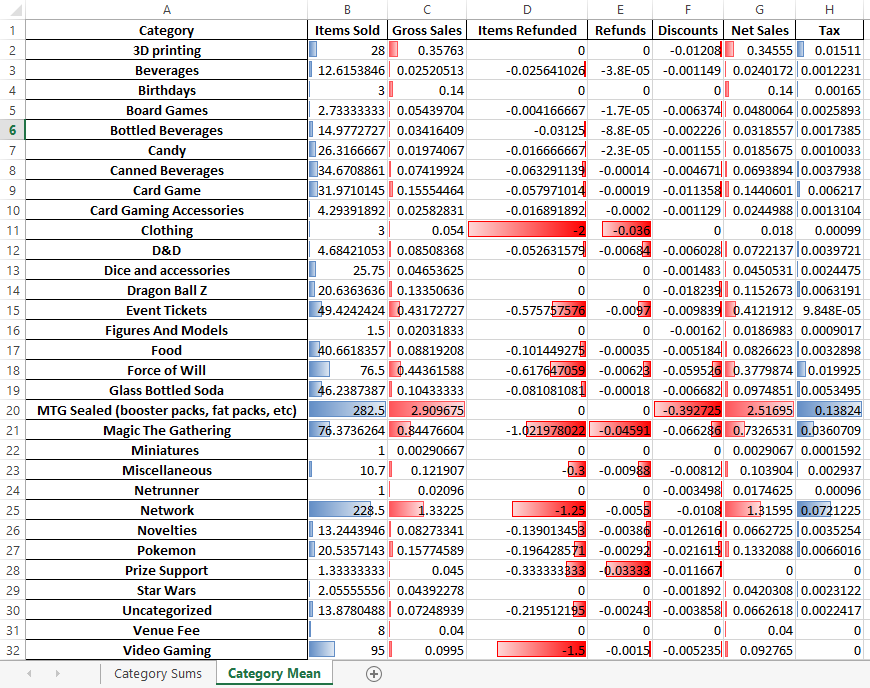 A B C D E F G H
1 Category Items Sold Gross Sales Items Refunded Refunds Discounts Net Sales Tax
2 3D printing 28 0.35763 0 0 -0.01208 0.34555 0.01511
3 Beverages 12.6153846 0.02520513 -0.025641026 -3.8E-05 -0.001149 0.0240172 0.0012231
4 Birthdays 3 0.14 0 0 0 0.14 0.00165
5 Board Games 2.73333333 0.05439704 -0.004166667 -1.7E-05 -0.006374 0.0480064 0.0025893
6 Bottled Beverages 14.9772727 0.03416409 -0.03125 -8.8E-05 -0.002226 0.0318557 0.0017385
7 Candy 26.3166667 0.01974067 -0.016666667 -2.3E-05 -0.001155 0.0185675 0.0010033
8 Canned Beverages 34.6708861 0.07419924 -0.063291139 -0.00014 -0.004671 0.0693894 0.0037938
9 Card Game 31.9710145 0.15554464 -0.057971014 -0.00019 -0.011358 0.1440601 0.006217
10 Card Gaming Accessories 4.29391892 0.02582831 -0.016891892 -0.0002 -0.001129 0.0244988 0.0013104
11 Clothing 3 0.054 -2 -0.036 0 0.018 0.00099
12 D&D 4.68421053 0.08508368 -0.052631579 -0.00684 -0.006028 0.0722137 0.0039721
13 Dice and accessories 25.75 0.04653625 0 0 -0.001483 0.0450531 0.0024475
14 Dragon Ball Z 20.6363636 0.13350636 0 0 -0.018239 0.1152673 0.0063191
15 Event Tickets 49.4242424 0.43172727 -0.575757576 -0.0097 -0.009839 0.4121912 9.848E-05
16 Figures And Models 1.5 0.02031833 0 0 -0.00162 0.0186983 0.0009017
17 Food 40.6618357 0.08819208 -0.101449275 -0.00035 -0.005184 0.0826623 0.0032898
18 Force of Will 76.5 0.44361588 -0.617647059 -0.00623 -0.059526 0.3779874 0.019925
19 Glass Bottled Soda 46.2387387 0.10433333 -0.081081081 -0.00018 -0.006682 0.0974851 0.0053495
20 MTG Sealed (booster packs, fat packs, etc) 282.5 2.909675 0 0 -0.392725 2.51695 0.13824
21 Magic The Gathering 76.3736264 0.84476604 -1.021978022 -0.04591 -0.066286 0.7326531 0.0360709
22 Miniatures 1 0.00290667 0 0 0 0.0029067 0.0001592
23 Miscellaneous 10.7 0.121907 -0.3 -0.00988 -0.00812 0.103904 0.002937
24 Netrunner 1 0.02096 0 0 -0.003498 0.0174625 0.00096
25 Network 228.5 1.33225 -1.25 -0.0055 -0.0108 1.31595 0.0721225
26 Novelties 13.2443946 0.08273341 -0.139013453 -0.00386 -0.012616 0.0662725 0.0035254
27 Pokemon 20.5357143 0.15774589 -0.196428571 -0.00292 -0.021615 0.1332088 0.0066016
28 Prize Support 1.33333333 0.045 -0.333333333 -0.03333 -0.011667 0 0
29 Star Wars 2.05555556 0.04392278 0 0 -0.001892 0.0420308 0.0023122
30 Uncategorized 13.8780488 0.07248939 -0.219512195 -0.00243 -0.003858 0.0662618 0.0022417
31 Venue Fee 8 0.04 0 0 0 0.04 0
32 Video Gaming 95 0.0995 -1.5 -0.0015 -0.005235 0.092765 0
Category Sums Category Mean